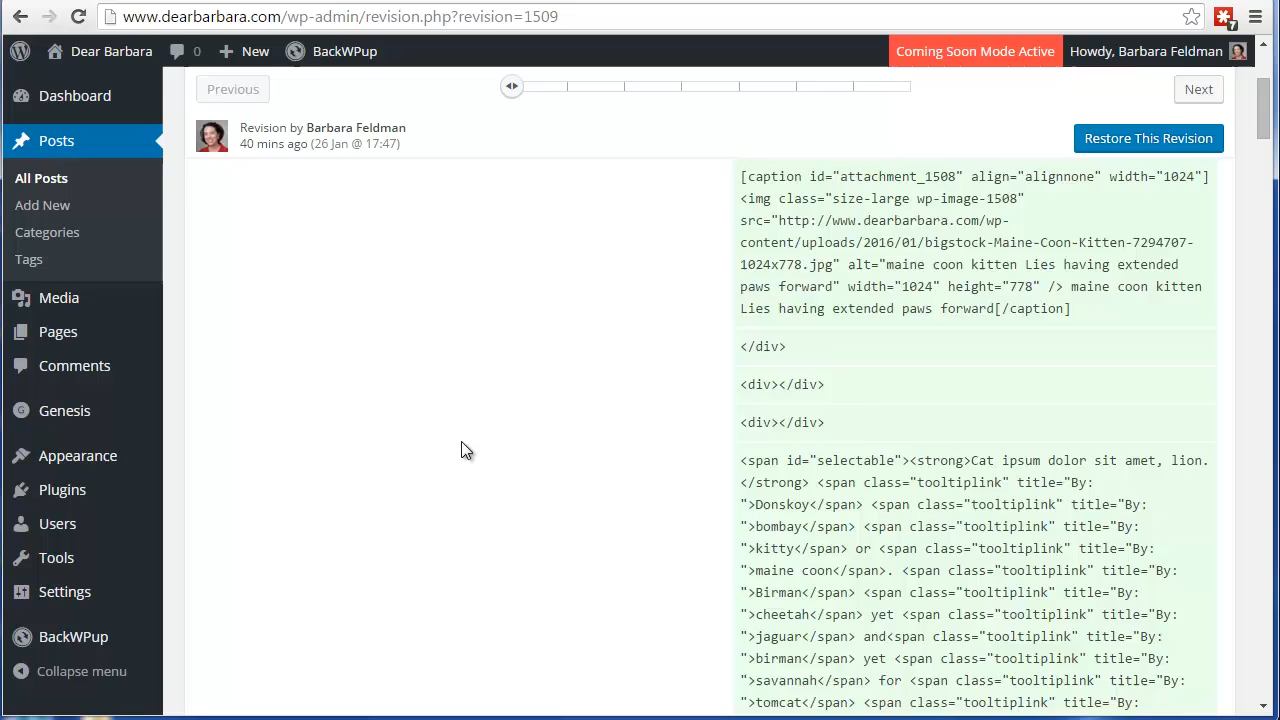 www.dearbarbara.com/wp-admin/revision.php?revision=1509
7
Dear Barbara 0 New BackWPup Coming Soon Mode Active Howdy, Barbara Feldman
Dashboard
Posts
All Posts
Add New
Categories
Tags
Media
Pages
Comments
Genesis
Appearance
Plugins
Users
Tools
Settings
BackWPup
Collapse menu
Previous
Next
Revision by Barbara Feldman
40 mins ago (26 Jan @ 17:47)
Restore This Revision
[caption id="attachment_1508" align="alignnone" width="1024"]
<img class="size-large wp-image-1508"
src="http://www.dearbarbara.com/wp-
content/uploads/2016/01/bigstock-Maine-Coon-Kitten-7294707-
1024x778.jpg" alt="maine coon kitten Lies having extended
paws forward" width="1024" height="778" /> maine coon kitten
Lies having extended paws forward[/caption]
</div>
<div></div>
<div></div>
<span id="selectable"><strong>Cat ipsum dolor sit amet, lion.
</strong> <span class="tooltiplink" title="By:
">Donskoy</span> <span class="tooltiplink" title="By:
">bombay</span> <span class="tooltiplink" title="By:
">kitty</span> or <span class="tooltiplink" title="By:
">maine coon</span>. <span class="tooltiplink" title="By:
">Birman</span> <span class="tooltiplink" title="By:
">cheetah</span> yet <span class="tooltiplink" title="By:
">jaguar</span> and<span class="tooltiplink" title="By:
">birman</span> yet <span class="tooltiplink" title="By:
">savannah</span> for <span class="tooltiplink" title="By:
">tomcat</span> <span class="tooltiplink" title="By: